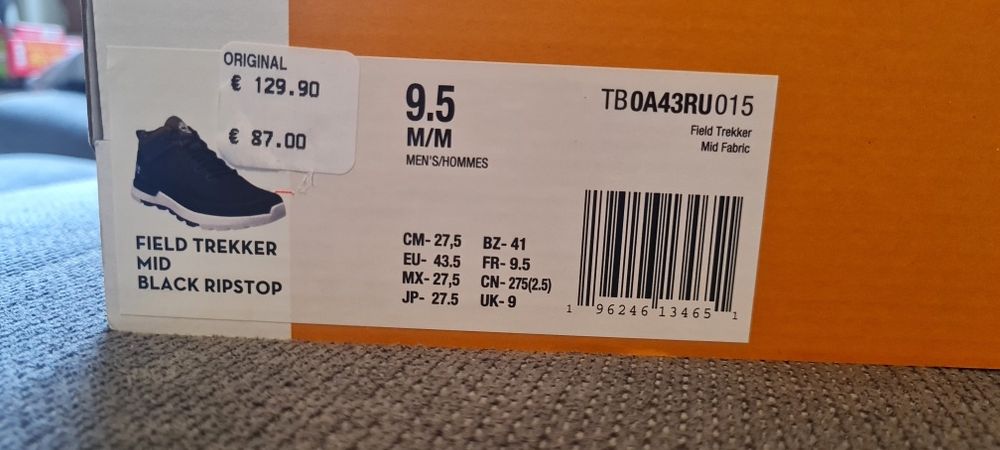 ORIGINAL
€ 129.90
€ 87.00
FIELD TREKKER
MID
BLACK RIPSTOP
9.5
M/M
MEN'S/HOMMES
CM- 27,5 BZ- 41
EU- 43.5 FR- 9.5
MX- 27,5 CN- 275(2.5)
JP- 27.5 UK- 9
TB0A43RU015
Field Trekker
Mid Fabric
1 96246 13465 1